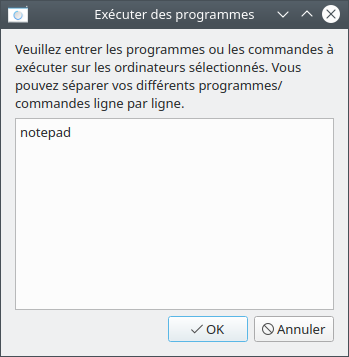 Exécuter des programmes
Veuillez entrer les programmes ou les commandes à
exécuter sur les ordinateurs sélectionnés. Vous
pouvez séparer vos différents programmes/
commandes ligne par ligne.
notepad
OK
Annuler